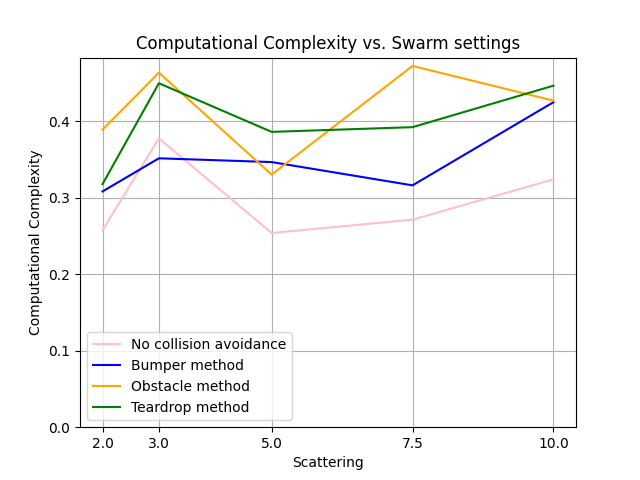 Computational Complexity vs. Swarm settings
Computational Complexity
0.4
0.3
0.2
0.1
0.0
No collision avoidance
Bumper method
Obstacle method
Teardrop method
2.0 3.0 5.0 7.5 10.0
Scattering